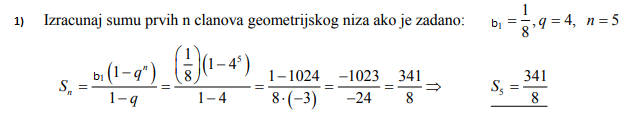 1) Izracunaj sumu prvih n clanova geometrijskog niza ako je zadano: b₁ = 1/8, q = 4, n = 5
Sₙ = b₁(1−qⁿ)/(1−q) = (1/8)(1−4⁵)/(1−4) = (1−1024)/(8·(−3)) = −1023/−24 = 341/8 ⇒ S₅ = 341/8